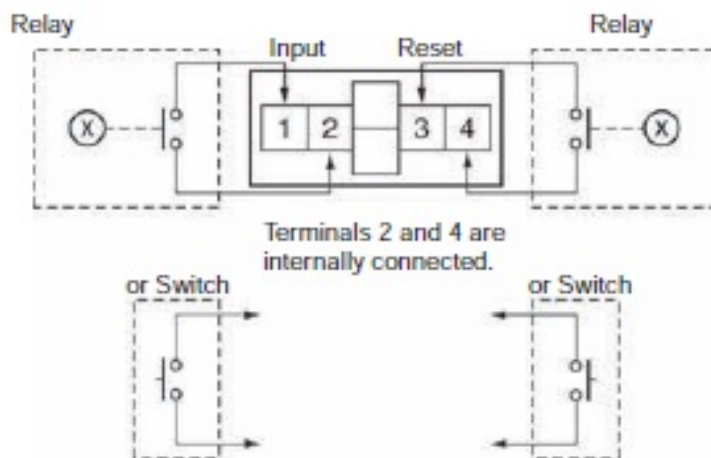 Relay Relay
Input Reset
X 1 2 3 4 X
Terminals 2 and 4 are
internally connected.
or Switch or Switch